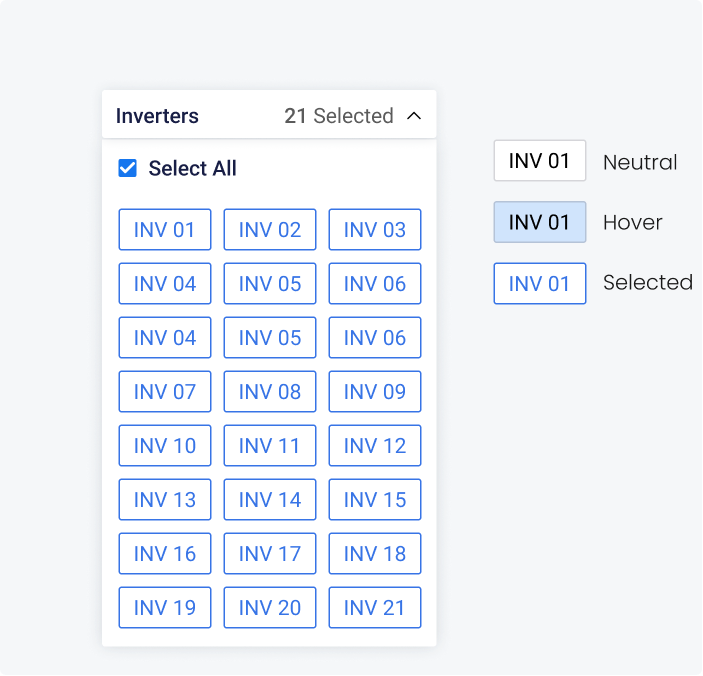 Inverters 21 Selected
Select All
INV 01 INV 02 INV 03
INV 04 INV 05 INV 06
INV 04 INV 05 INV 06
INV 07 INV 08 INV 09
INV 10 INV 11 INV 12
INV 13 INV 14 INV 15
INV 16 INV 17 INV 18
INV 19 INV 20 INV 21
INV 01 Neutral
INV 01 Hover
INV 01 Selected